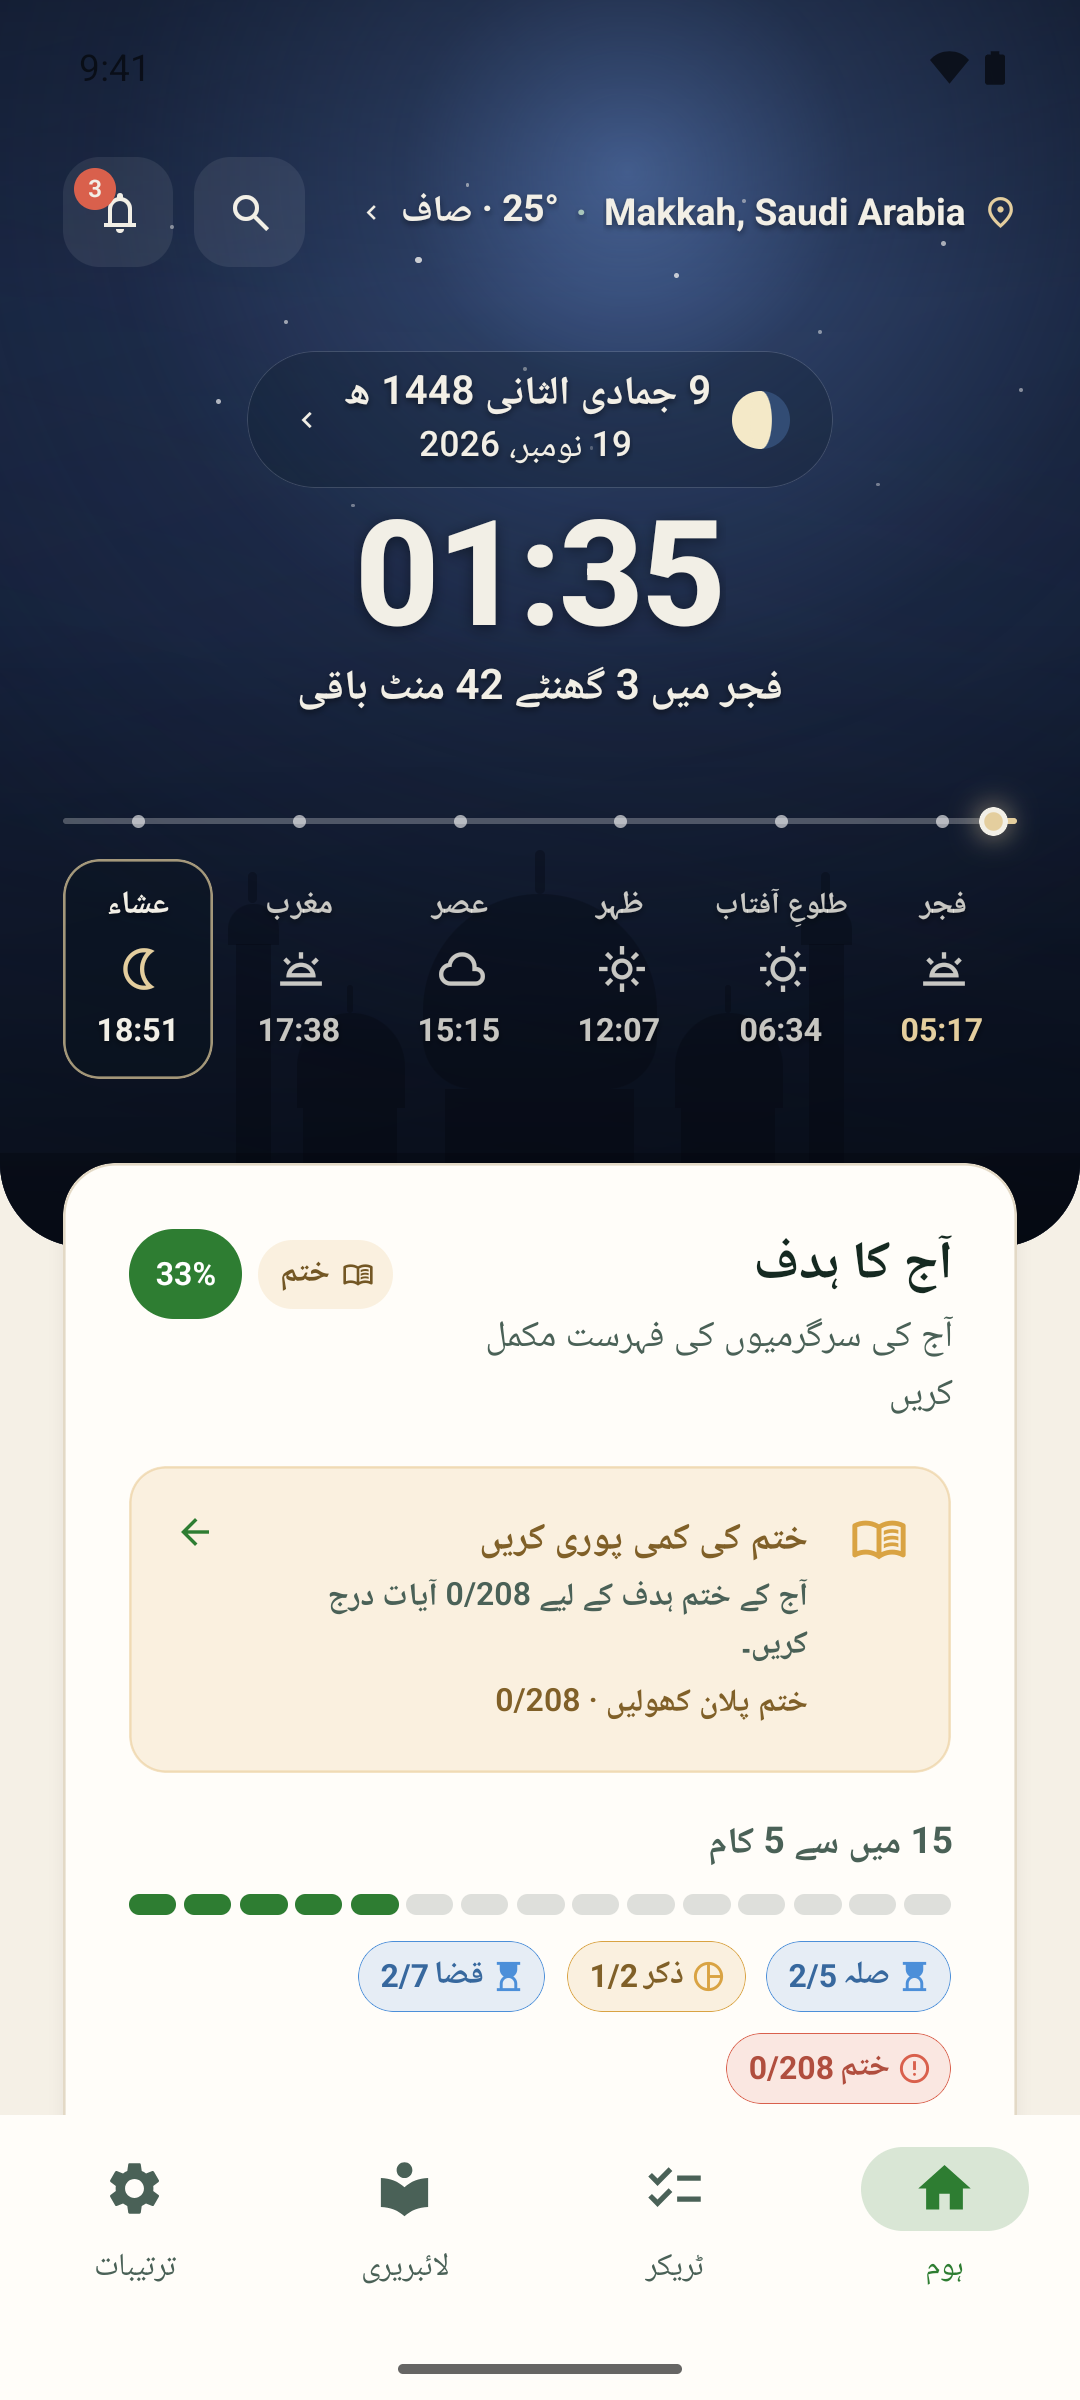 9:41
Makkah, Saudi Arabia · 25° · صاف
3
9 جمادی الثانی 1448 ھ
19 نومبر، 2026
01:35
فجر میں 3 گھنٹے 42 منٹ باقی
فجر طلوعِ آفتاب ظہر عصر مغرب عشاء
05:17 06:34 12:07 15:15 17:38 18:51
آج کا ہدف
ختم 33%
آج کی سرگرمیوں کی فہرست مکمل
کریں
ختم کی کمی پوری کریں
آج کے ختم ہدف کے لیے 0/208 آیات درج
کریں۔
ختم پلان کھولیں · 0/208
15 میں سے 5 کام
صلہ 2/5 ذکر 1/2 قضا 2/7
ختم 0/208
ہوم ٹریکر لائبریری ترتیبات